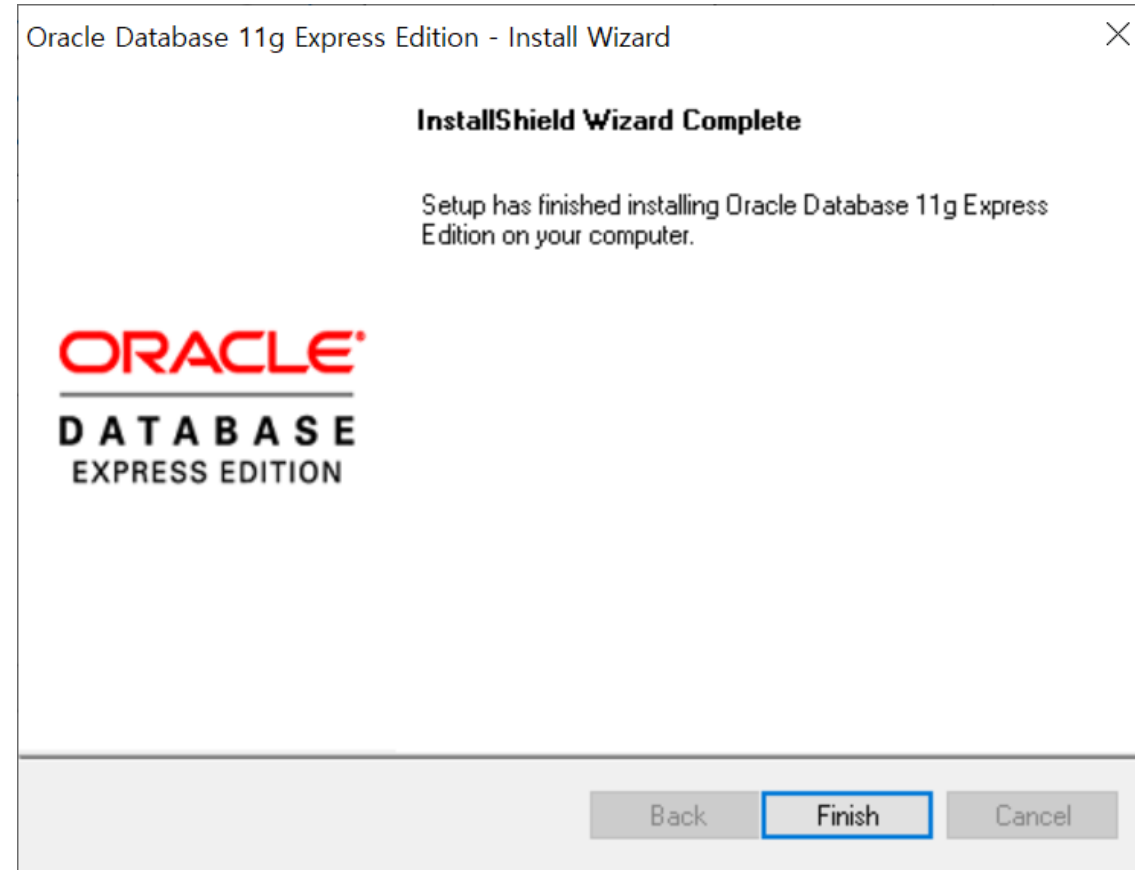 Oracle Database 11g Express Edition - Install Wizard
InstallShield Wizard Complete
Setup has finished installing Oracle Database 11g Express
Edition on your computer.
ORACLE
DATABASE
EXPRESS EDITION
Back
Finish
Cancel